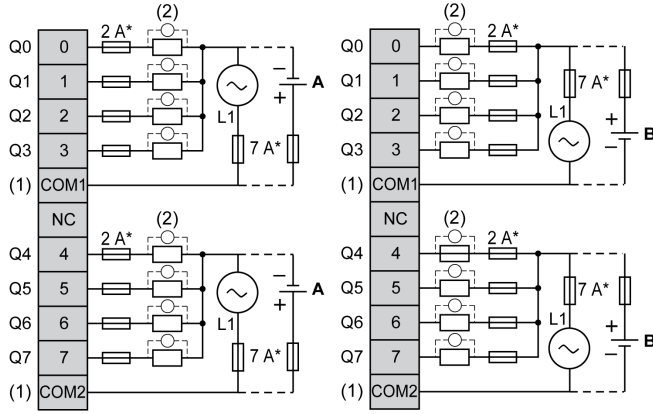 (2) (2)
2 A* 2 A*
Q0 0 Q0 0
Q1 1 − A Q1 1 7 A*
+ L1
Q2 2 L1 Q2 2 + B
Q3 3 7 A* Q3 3 −
(1) COM1 (1) COM1
NC NC
(2) (2)
2 A* 2 A*
Q4 4 Q4 4
Q5 5 − A Q5 5 7 A*
+ L1
Q6 6 L1 Q6 6 + B
Q7 7 7 A* Q7 7 −
(1) COM2 (1) COM2